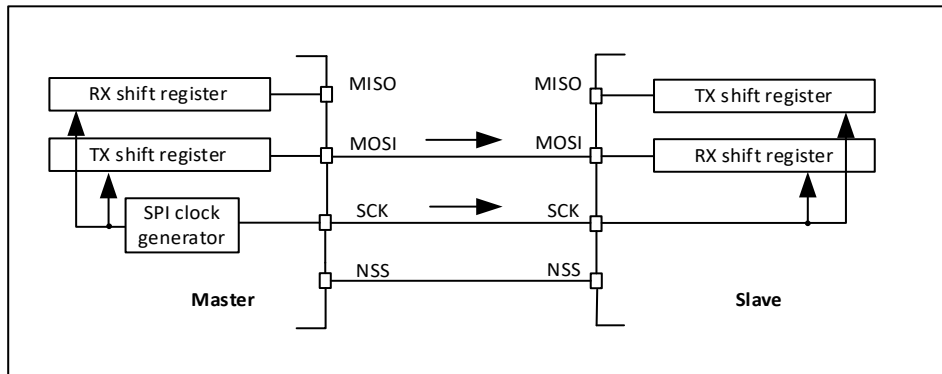 RX shift register
MISO
MISO
TX shift register
TX shift register
MOSI
MOSI
RX shift register
SPI clock
generator
SCK
SCK
NSS
NSS
Master
Slave